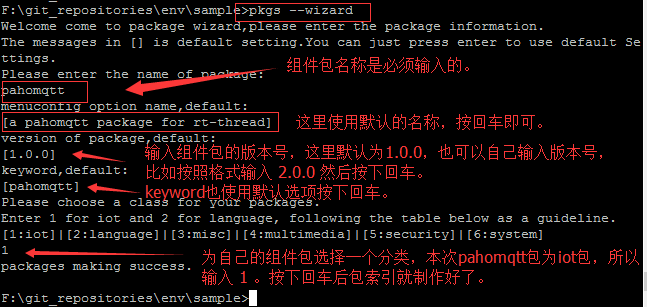 F:\git_repositories\env\sample>pkgs --wizard
Welcome come to package wizard,please enter the package information.
The messages in [] is default setting.You can just press enter to use default Se
ttings.
Please enter the name of package:
pahomqtt
组件包名称是必须输入的。
menuconfig option name,default:
[a pahomqtt package for rt-thread]
这里使用默认的名称，按回车即可。
version of package,default:
[1.0.0]
输入组件包的版本号，这里默认为1.0.0，也可以自己输入版本号，
比如按照格式输入 2.0.0 然后按下回车。
keyword,default:
[pahomqtt]
keyword也使用默认选项按下回车。
Please choose a class for your packages.
Enter 1 for iot and 2 for language, following the table below as a guideline.
[1:iot]|[2:language]|[3:misc]|[4:multimedia]|[5:security]|[6:system]
1
为自己的组件包选择一个分类，本次pahomqtt包为iot包，所以
输入 1 。按下回车后包索引就制作好了。
packages making success.
F:\git_repositories\env\sample>